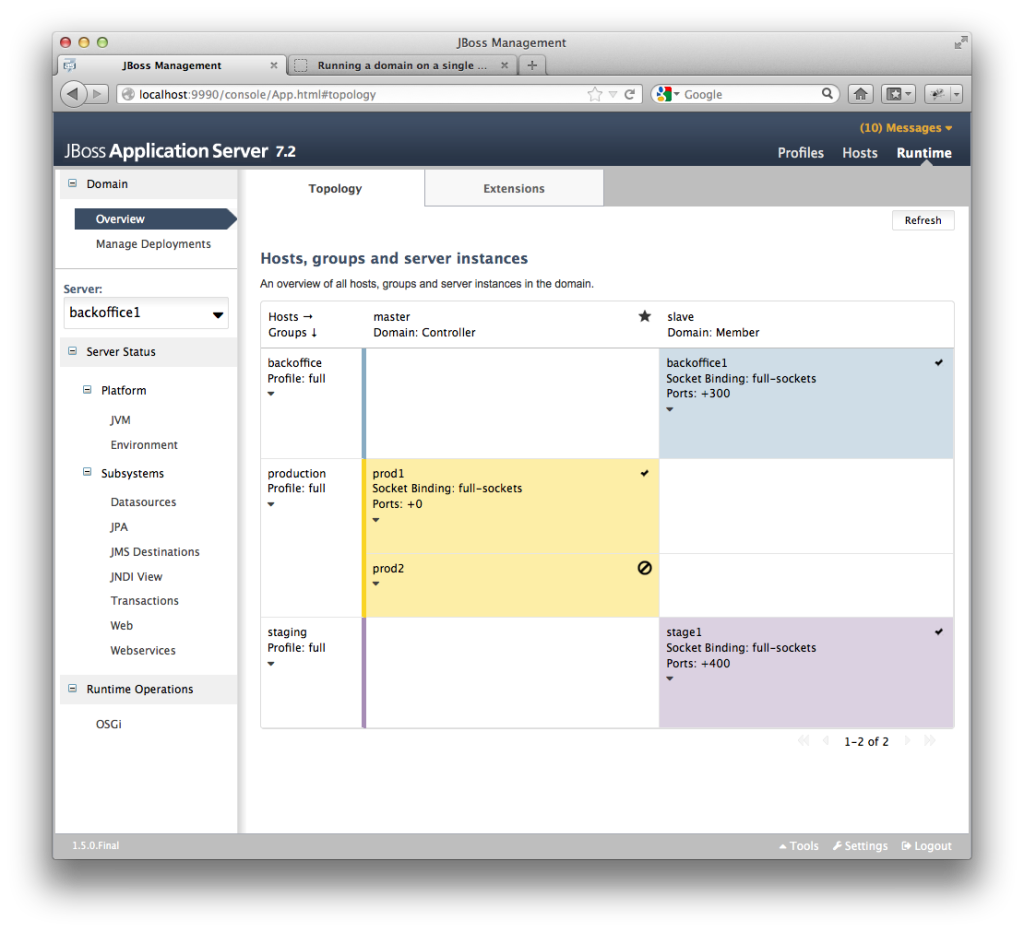 JBoss Management
JBoss Management
Running a domain on a single ...
localhost:9990/console/App.html#topology
Google
(10) Messages
JBoss Application Server 7.2
Profiles Hosts Runtime
Domain
Overview
Manage Deployments
Server:
backoffice1
Server Status
Platform
JVM
Environment
Subsystems
Datasources
JPA
JMS Destinations
JNDI View
Transactions
Web
Webservices
Runtime Operations
OSGi
Topology
Extensions
Refresh
Hosts, groups and server instances
An overview of all hosts, groups and server instances in the domain.
Hosts →
Groups ↓
master
Domain: Controller
slave
Domain: Member
backoffice
Profile: full
backoffice1
Socket Binding: full-sockets
Ports: +300
production
Profile: full
prod1
Socket Binding: full-sockets
Ports: +0
prod2
staging
Profile: full
stage1
Socket Binding: full-sockets
Ports: +400
1-2 of 2
1.5.0.Final
Tools Settings Logout